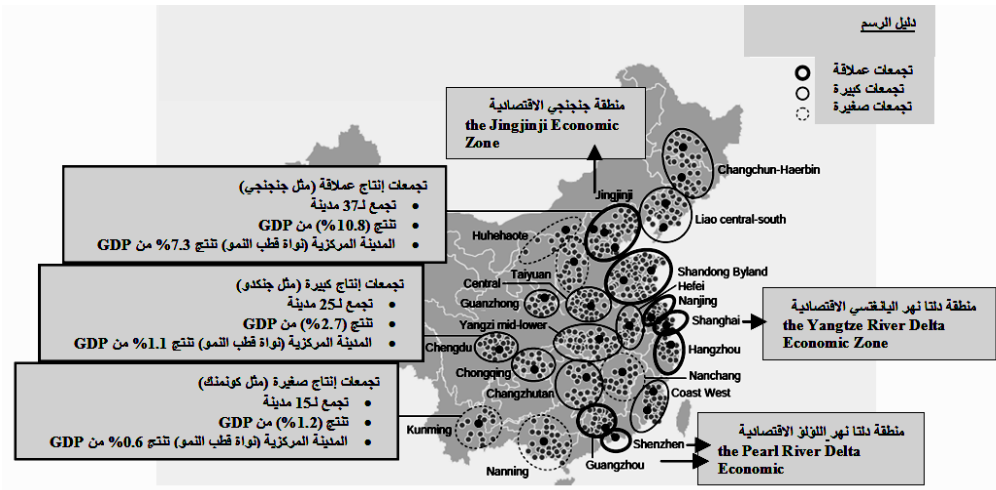 دليل الرسم
تجمعات عملاقة
تجمعات كبيرة
تجمعات صغيرة
منطقة جنجنجي الاقتصادية
the Jingjinji Economic
Zone
تجمعات إنتاج عملاقة (مثل جنجنجي)
• تجمع لـ37 مدينة
• تنتج (10.8%) من GDP
• المدينة المركزية (نواة قطب النمو) تنتج 7.3% من GDP
تجمعات إنتاج كبيرة (مثل جنكدو)
• تجمع لـ25 مدينة
• تنتج (2.7%) من GDP
• المدينة المركزية (نواة قطب النمو) تنتج 1.1% من GDP
تجمعات إنتاج صغيرة (مثل كونمنك)
• تجمع لـ15 مدينة
• تنتج (1.2%) من GDP
• المدينة المركزية (نواة قطب النمو) تنتج 0.6% من GDP
Changchun-Haerbin
Jingjinji
Liao central-south
Huhehaote
Taiyuan
Shandong Byland
Central
Hefei
Guanzhong
Nanjing
Shanghai
Yangzi mid-lower
Chengdu
Hangzhou
Chongqing
Nanchang
Changzhutan
Coast West
Kunming
Shenzhen
Nanning
Guangzhou
منطقة دلتا نهر اليانغتسي الاقتصادية
the Yangtze River Delta
Economic Zone
منطقة دلتا نهر اللؤلؤ الاقتصادية
the Pearl River Delta
Economic